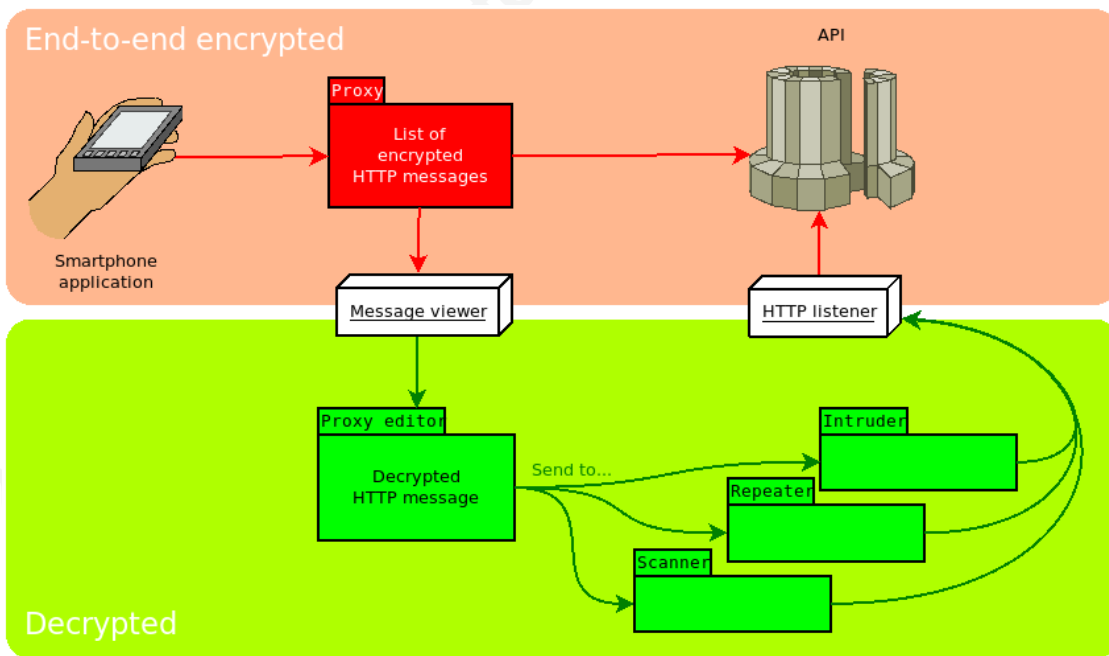 End-to-end encrypted
API
Proxy
List of
encrypted
HTTP messages
Smartphone
application
Message viewer
HTTP listener
Proxy editor
Decrypted
HTTP message
Send to...
Intruder
Repeater
Scanner
Decrypted